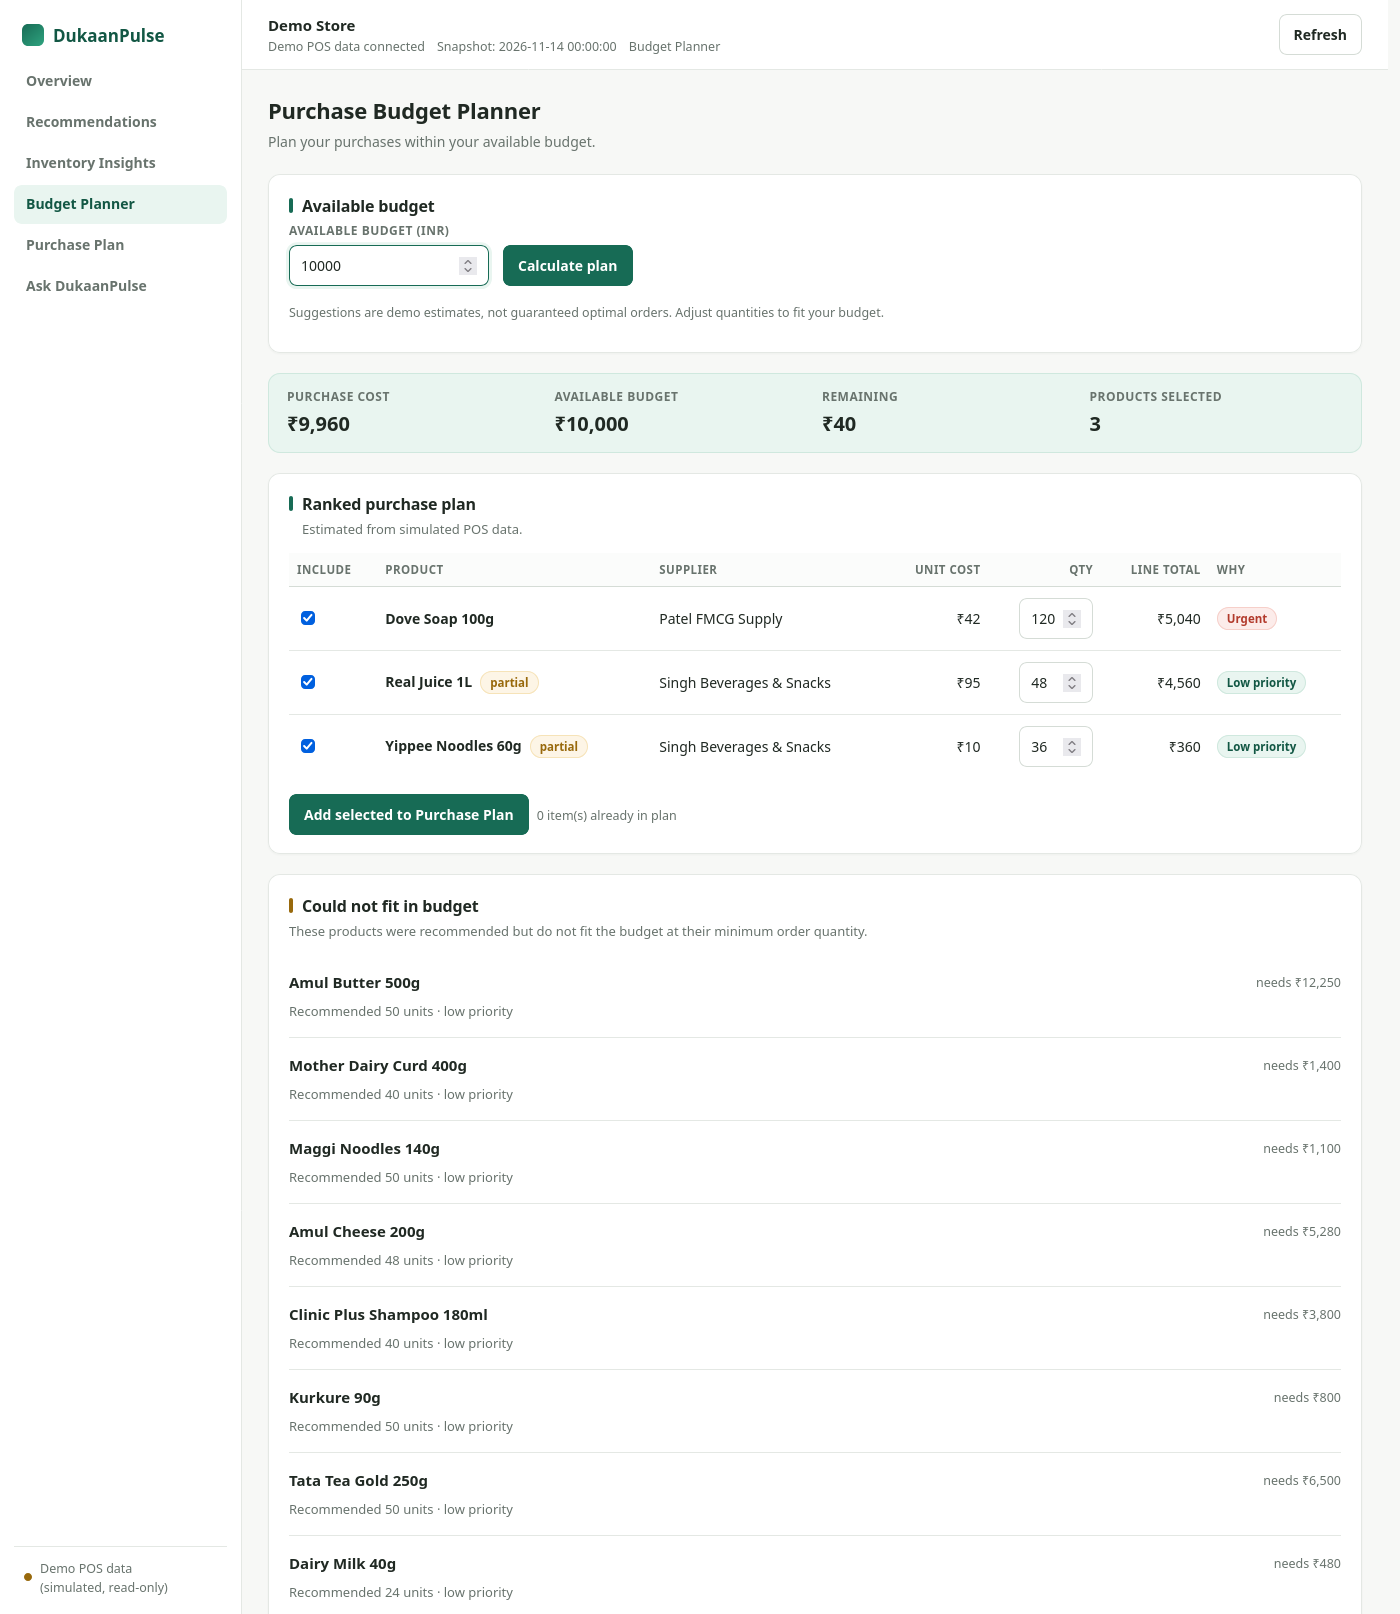 DukaanPulse
Overview
Recommendations
Inventory Insights
Budget Planner
Purchase Plan
Ask DukaanPulse
Demo POS data
(simulated, read-only)
Demo Store
Demo POS data connected Snapshot: 2026-11-14 00:00:00 Budget Planner
Refresh
Purchase Budget Planner
Plan your purchases within your available budget.
Available budget
AVAILABLE BUDGET (INR)
10000 Calculate plan
Suggestions are demo estimates, not guaranteed optimal orders. Adjust quantities to fit your budget.
PURCHASE COST AVAILABLE BUDGET REMAINING PRODUCTS SELECTED
₹9,960 ₹10,000 ₹40 3
Ranked purchase plan
Estimated from simulated POS data.
INCLUDE PRODUCT SUPPLIER UNIT COST QTY LINE TOTAL WHY
Dove Soap 100g Patel FMCG Supply ₹42 120 ₹5,040 Urgent
Real Juice 1L partial Singh Beverages & Snacks ₹95 48 ₹4,560 Low priority
Yippee Noodles 60g partial Singh Beverages & Snacks ₹10 36 ₹360 Low priority
Add selected to Purchase Plan 0 item(s) already in plan
Could not fit in budget
These products were recommended but do not fit the budget at their minimum order quantity.
Amul Butter 500g needs ₹12,250
Recommended 50 units · low priority
Mother Dairy Curd 400g needs ₹1,400
Recommended 40 units · low priority
Maggi Noodles 140g needs ₹1,100
Recommended 50 units · low priority
Amul Cheese 200g needs ₹5,280
Recommended 48 units · low priority
Clinic Plus Shampoo 180ml needs ₹3,800
Recommended 40 units · low priority
Kurkure 90g needs ₹800
Recommended 50 units · low priority
Tata Tea Gold 250g needs ₹6,500
Recommended 50 units · low priority
Dairy Milk 40g needs ₹480
Recommended 24 units · low priority